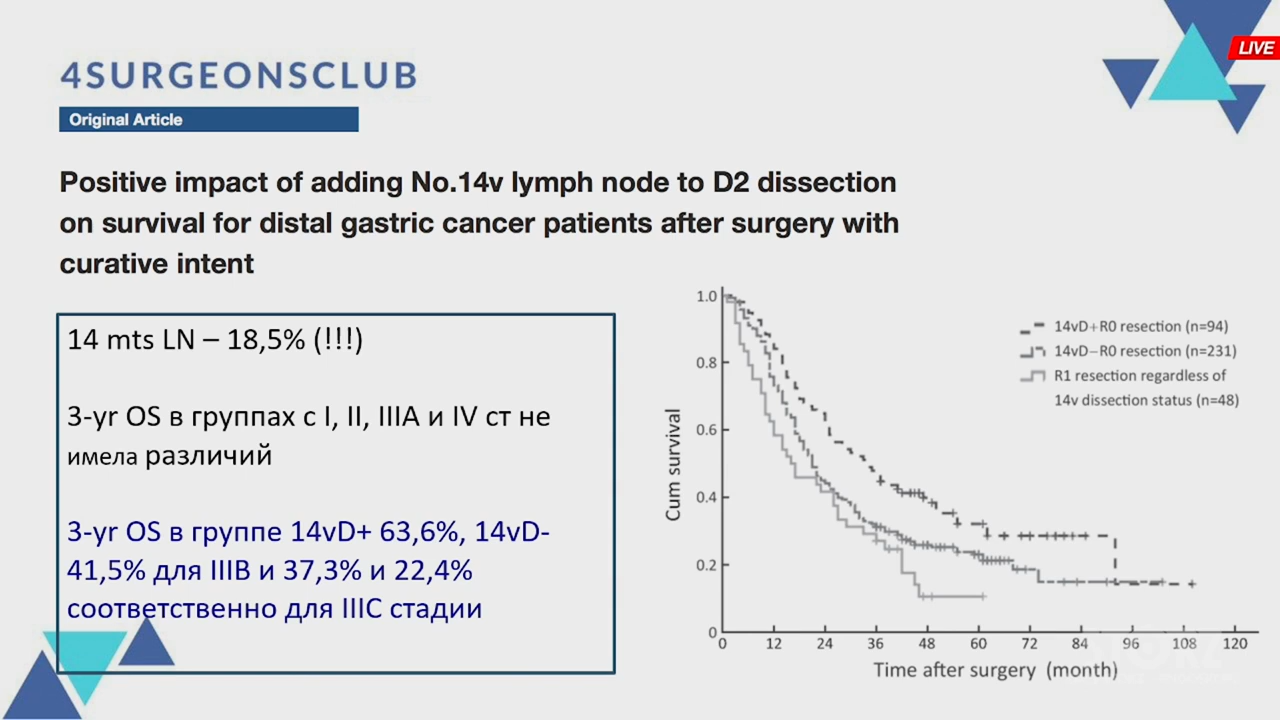 LIVE
4SURGEONSCLUB
Original Article
Positive impact of adding No.14v lymph node to D2 dissection
on survival for distal gastric cancer patients after surgery with
curative intent
14 mts LN – 18,5% (!!!)
3-yr OS в группах с I, II, IIIA и IV ст не
имела различий
3-yr OS в группе 14vD+ 63,6%, 14vD-
41,5% для IIIB и 37,3% и 22,4%
соответственно для IIIC стадии
14vD+R0 resection (n=94)
14vD−R0 resection (n=231)
R1 resection regardless of
14v dissection status (n=48)
Cum survival
1.0
0.8
0.6
0.4
0.2
0
0 12 24 36 48 60 72 84 96 108 120
Time after surgery (month)